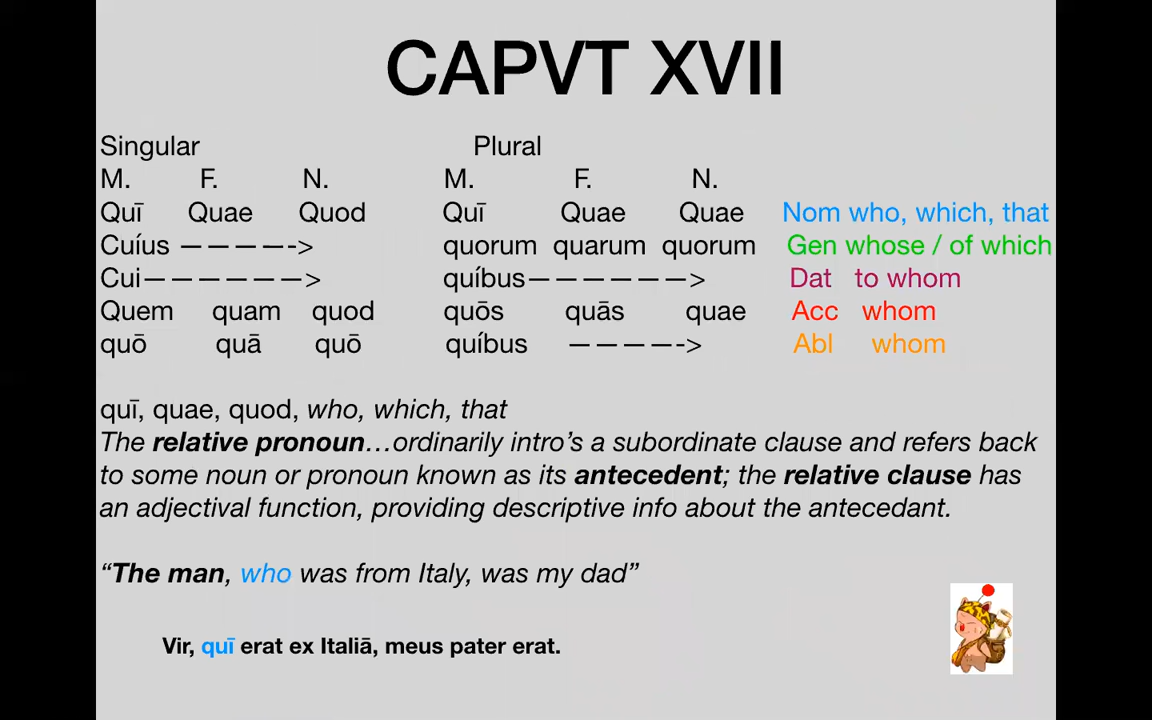 CAPVT XVII
Singular Plural
M. F. N. M. F. N.
Quī Quae Quod Quī Quae Quae Nom who, which, that
Cuíus ————-> quorum quarum quorum Gen whose / of which
Cui——————> quíbus——————> Dat to whom
Quem quam quod quōs quās quae Acc whom
quō quā quō quíbus ————-> Abl whom
quī, quae, quod, who, which, that
The relative pronoun…ordinarily intro’s a subordinate clause and refers back
to some noun or pronoun known as its antecedent; the relative clause has
an adjectival function, providing descriptive info about the antecedant.
“The man, who was from Italy, was my dad”
Vir, quī erat ex Italiā, meus pater erat.